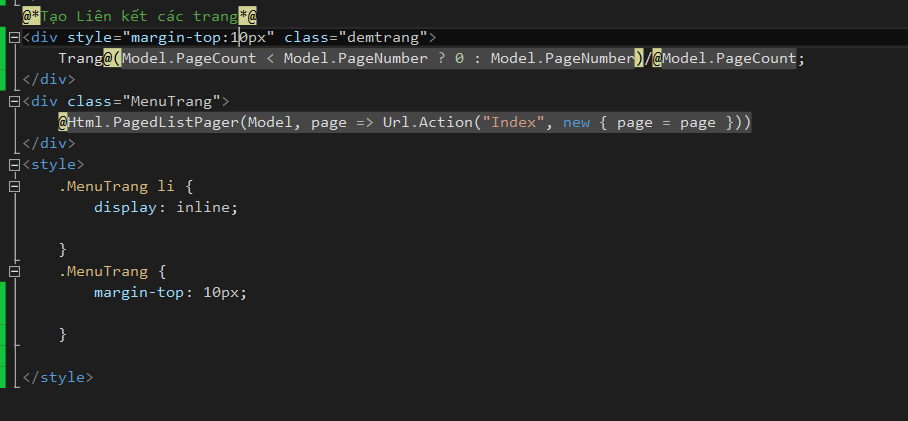 @*Tạo Liên kết các trang*@
<div style="margin-top:10px" class="demtrang">
Trang@(Model.PageCount < Model.PageNumber ? 0 : Model.PageNumber)/@Model.PageCount;
</div>
<div class="MenuTrang">
@Html.PagedListPager(Model, page => Url.Action("Index", new { page = page }))
</div>
<style>
.MenuTrang li {
display: inline;
}
.MenuTrang {
margin-top: 10px;
}
</style>